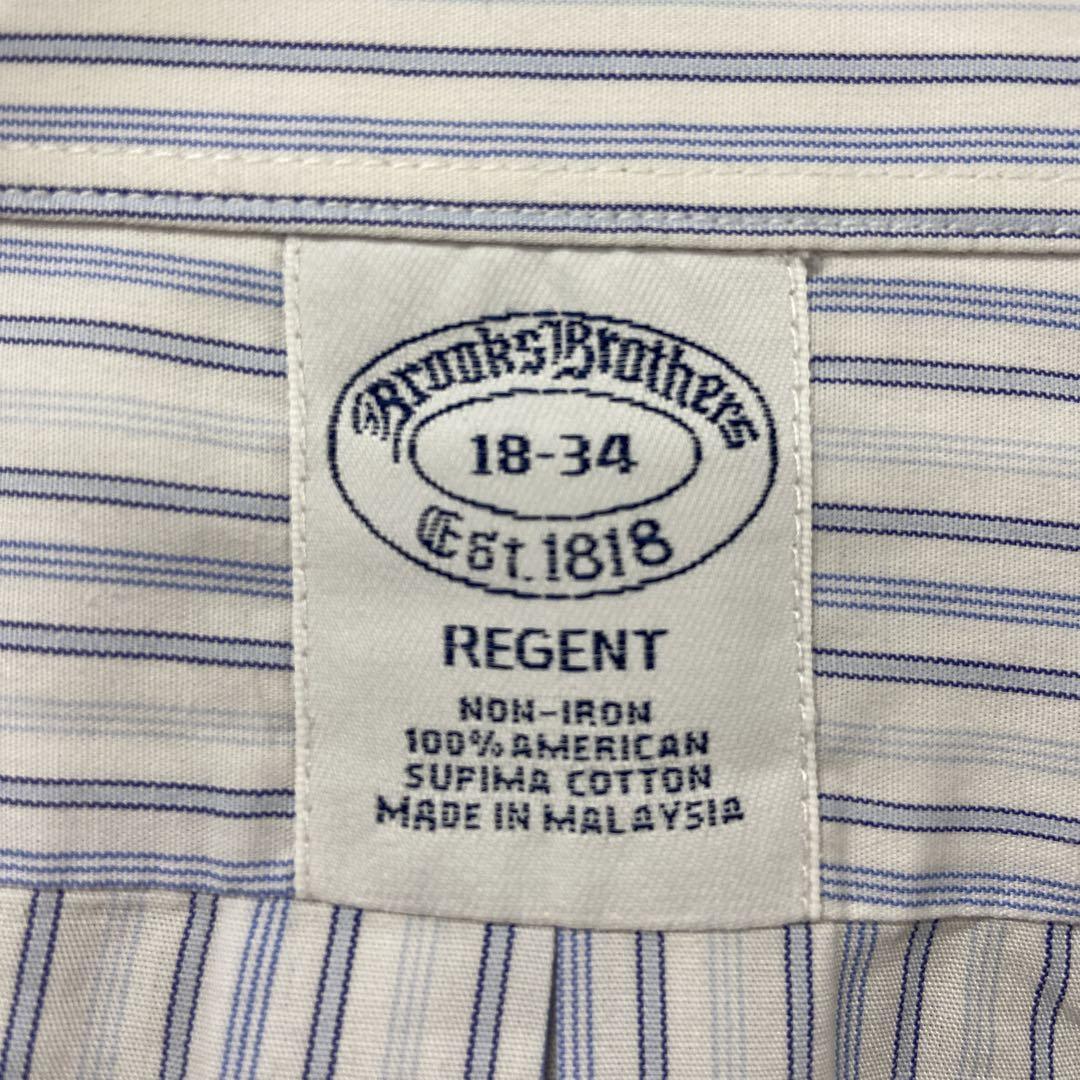 Brooks Brothers
18-34
Est. 1818
REGENT
NON-IRON
100% AMERICAN
SUPIMA COTTON
MADE IN MALAYSIA